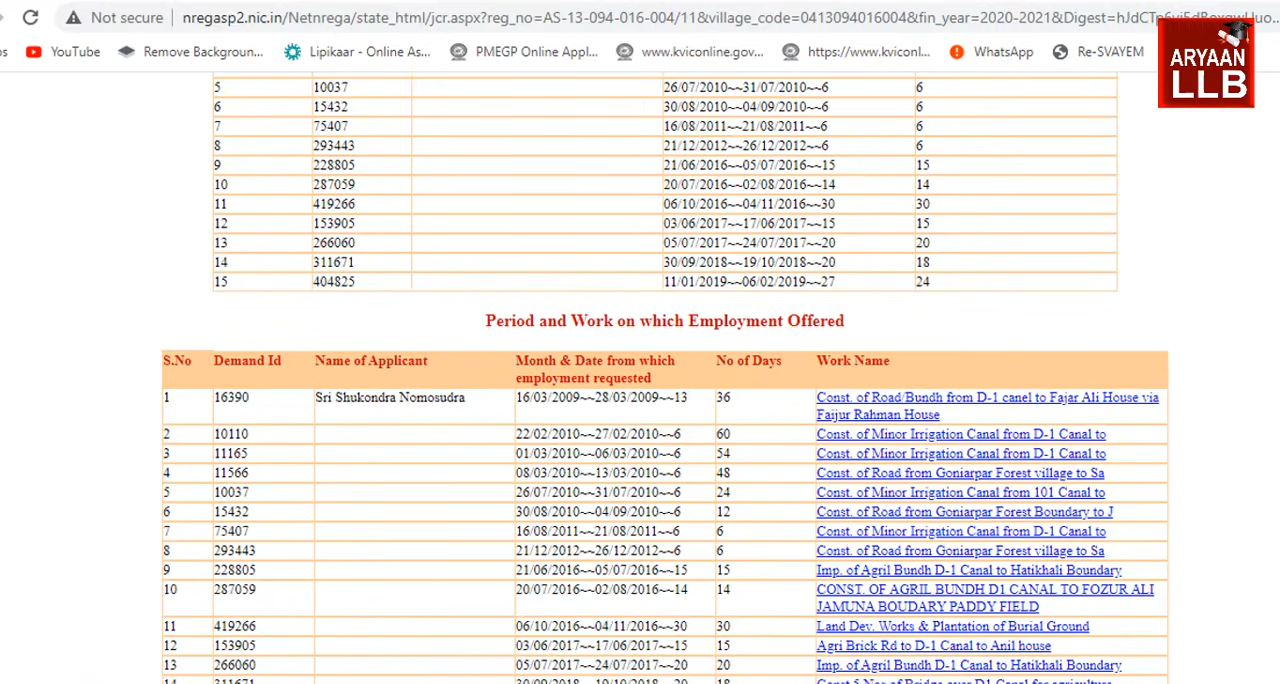 Not secure | nregasp2.nic.in/Netnrega/state_html/jcr.aspx?reg_no=AS-13-094-016-004/11&village_code=0413094016004&fin_year=2020-2021&Digest=
YouTube Remove Backgroun... Lipikaar - Online As... PMEGP Online Appl... www.kviconline.gov... https://www.kviconl... WhatsApp Re-SVAYEM
ARYAAN
LLB
5 10037 26/07/2010~~31/07/2010~~6 6
6 15432 30/08/2010~~04/09/2010~~6 6
7 75407 16/08/2011~~21/08/2011~~6 6
8 293443 21/12/2012~~26/12/2012~~6 6
9 228805 21/06/2016~~05/07/2016~~15 15
10 287059 20/07/2016~~02/08/2016~~14 14
11 419266 06/10/2016~~04/11/2016~~30 30
12 153905 03/06/2017~~17/06/2017~~15 15
13 266060 05/07/2017~~24/07/2017~~20 20
14 311671 30/09/2018~~19/10/2018~~20 18
15 404825 11/01/2019~~06/02/2019~~27 24
Period and Work on which Employment Offered
S.No Demand Id Name of Applicant Month & Date from which No of Days Work Name
employment requested
1 16390 Sri Shukondra Nomosudra 16/03/2009~~28/03/2009~~13 36 Const. of Road/Bundh from D-1 canel to Fajar Ali House via
Faijur Rahman House
2 10110 22/02/2010~~27/02/2010~~6 60 Const. of Minor Irrigation Canal from D-1 Canal to
3 11165 01/03/2010~~06/03/2010~~6 54 Const. of Minor Irrigation Canal from D-1 Canal to
4 11566 08/03/2010~~13/03/2010~~6 48 Const. of Road from Goniarpar Forest village to Sa
5 10037 26/07/2010~~31/07/2010~~6 24 Const. of Minor Irrigation Canal from 101 Canal to
6 15432 30/08/2010~~04/09/2010~~6 12 Const. of Road from Goniarpar Forest Boundary to J
7 75407 16/08/2011~~21/08/2011~~6 6 Const. of Minor Irrigation Canal from D-1 Canal to
8 293443 21/12/2012~~26/12/2012~~6 6 Const. of Road from Goniarpar Forest village to Sa
9 228805 21/06/2016~~05/07/2016~~15 15 Imp. of Agril Bundh D-1 Canal to Hatikhali Boundary
10 287059 20/07/2016~~02/08/2016~~14 14 CONST. OF AGRIL BUNDH D1 CANAL TO FOZUR ALI
JAMUNA BOUDARY PADDY FIELD
11 419266 06/10/2016~~04/11/2016~~30 30 Land Dev. Works & Plantation of Burial Ground
12 153905 03/06/2017~~17/06/2017~~15 15 Agri Brick Rd to D-1 Canal to Anil house
13 266060 05/07/2017~~24/07/2017~~20 20 Imp. of Agril Bundh D-1 Canal to Hatikhali Boundary
14 311671 30/09/2018~~19/10/2018~~20 18 Const 5 Nos of Bridge over D1 Canal for agriculture